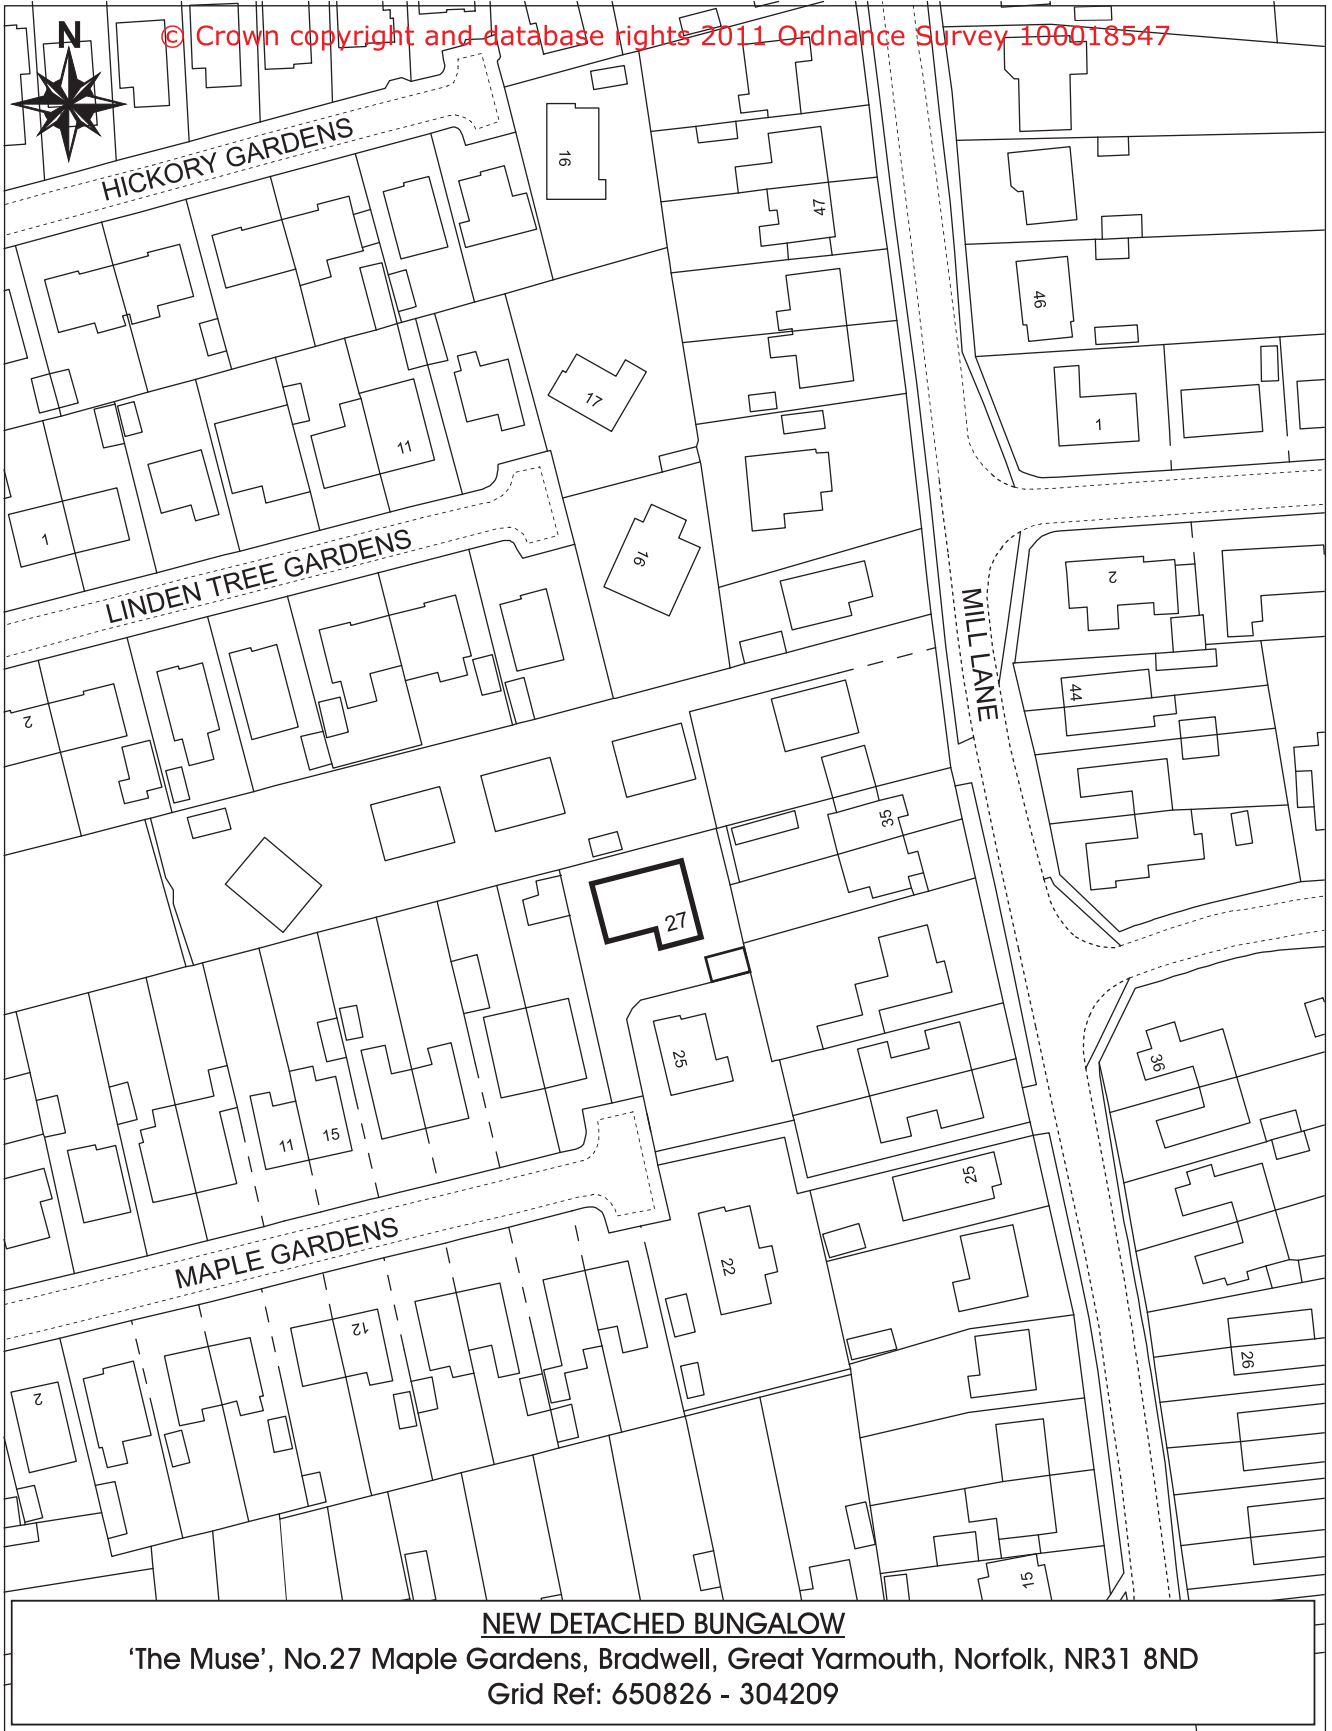 © Crown copyright and database rights 2011 Ordnance Survey 100018547
N
HICKORY GARDENS
16
47
46
17
1
11
1
LINDEN TREE GARDENS
16
2
MILL LANE
44
2
35
27
25
36
11
15
25
MAPLE GARDENS
22
12
26
2
15
NEW DETACHED BUNGALOW
‘The Muse’, No.27 Maple Gardens, Bradwell, Great Yarmouth, Norfolk, NR31 8ND
Grid Ref: 650826 - 304209